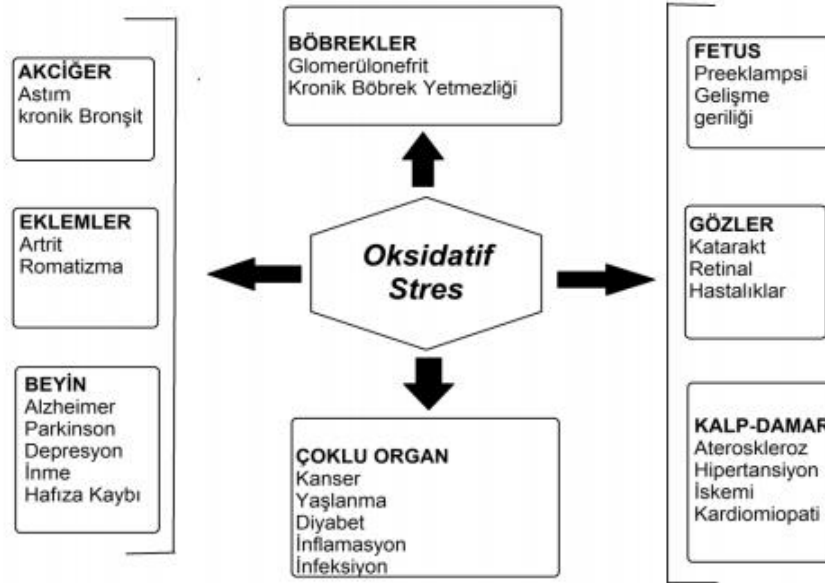 AKCİĞER
Astım
kronik Bronşit
EKLEMLER
Artrit
Romatizma
BEYİN
Alzheimer
Parkinson
Depresyon
İnme
Hafıza Kaybı
BÖBREKLER
Glomerülonefrit
Kronik Böbrek Yetmezliği
Oksidatif
Stres
ÇOKLU ORGAN
Kanser
Yaşlanma
Diyabet
İnflamasyon
İnfeksiyon
FETUS
Preeklampsi
Gelişme
geriliği
GÖZLER
Katarakt
Retinal
Hastalıklar
KALP-DAMAR
Ateroskleroz
Hipertansiyon
İskemi
Kardiomiopati